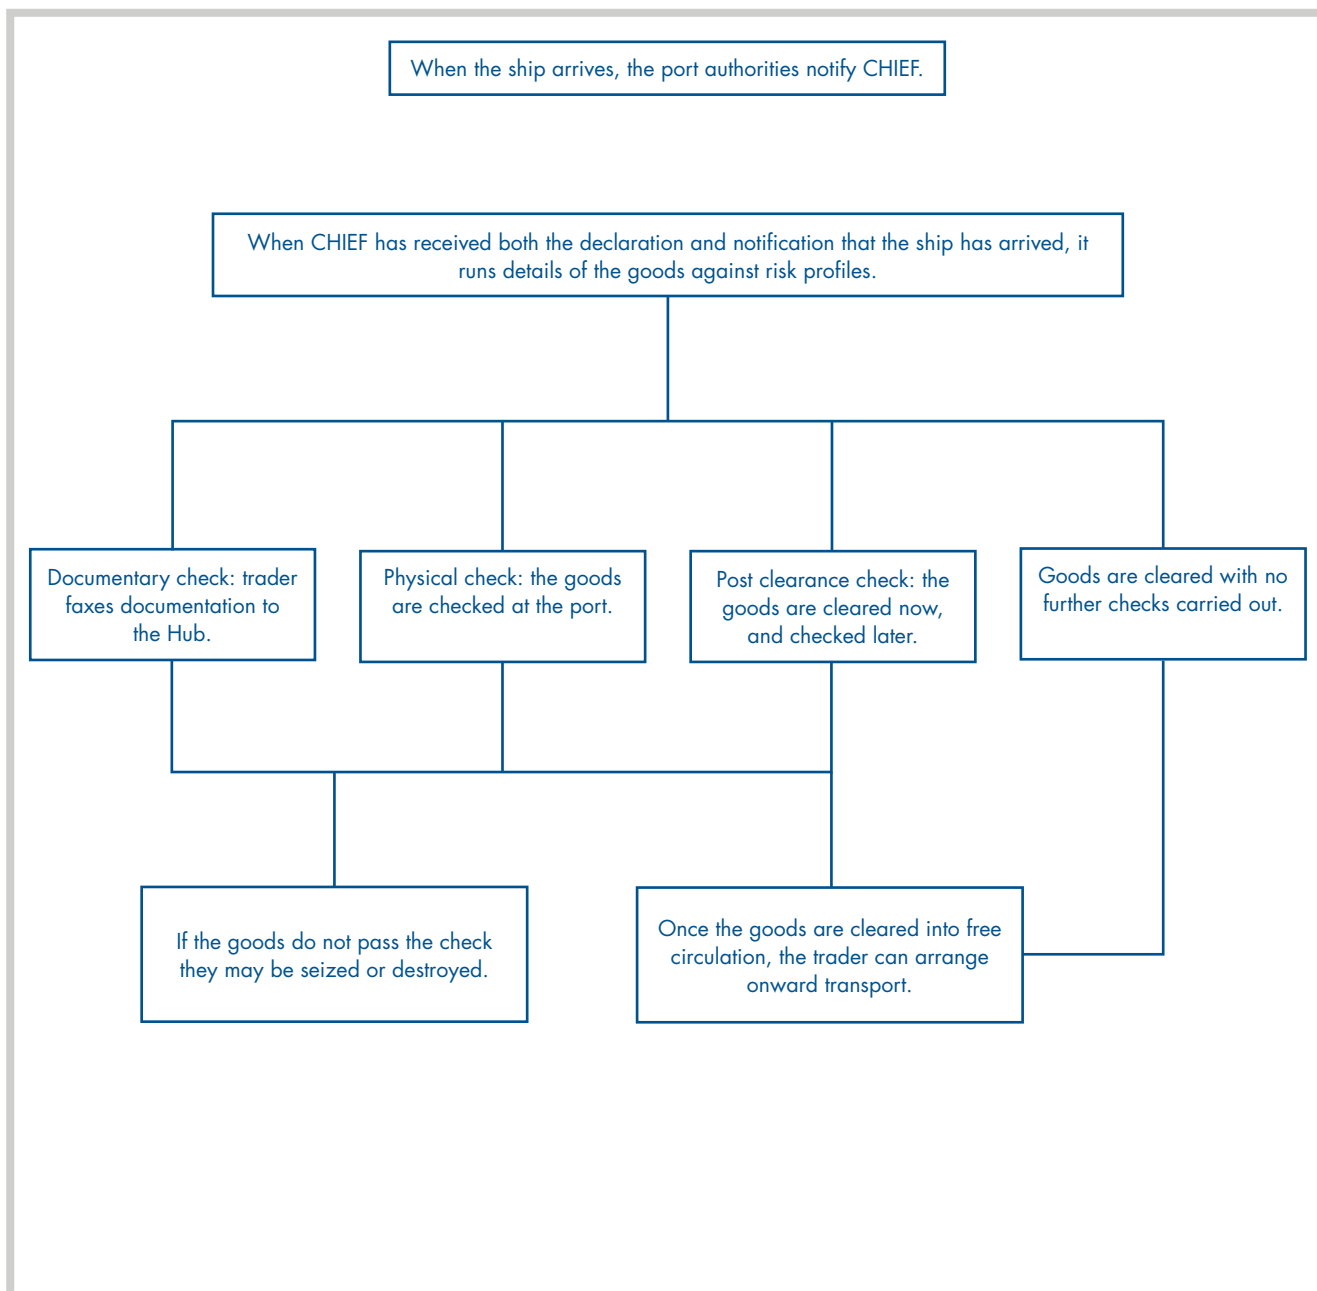 When the ship arrives, the port authorities notify CHIEF.
When CHIEF has received both the declaration and notification that the ship has arrived, it
runs details of the goods against risk profiles.
Documentary check: trader
faxes documentation to
the Hub.
Physical check: the goods
are checked at the port.
Post clearance check: the
goods are cleared now,
and checked later.
Goods are cleared with no
further checks carried out.
If the goods do not pass the check
they may be seized or destroyed.
Once the goods are cleared into free
circulation, the trader can arrange
onward transport.